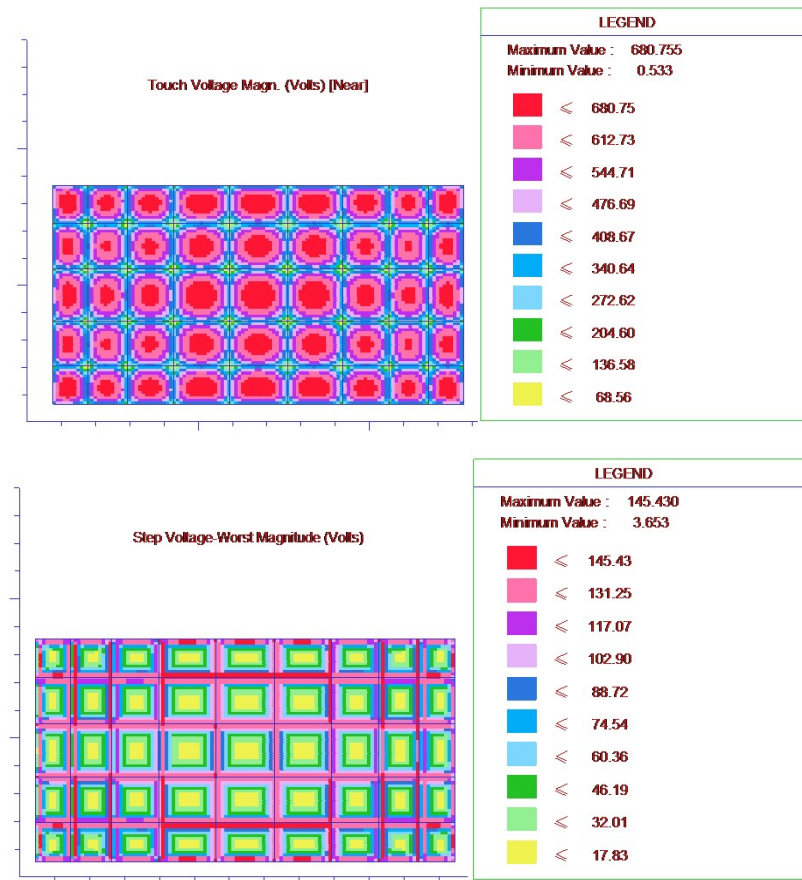 LEGEND
Maximum Value : 680.755
Minimum Value : 0.533
Touch Voltage Magn. (Volts) [Near]
⩽ 680.75
⩽ 612.73
⩽ 544.71
⩽ 476.69
⩽ 408.67
⩽ 340.64
⩽ 272.62
⩽ 204.60
⩽ 136.58
⩽ 68.56
LEGEND
Maximum Value : 145.430
Minimum Value : 3.653
Step Voltage-Worst Magnitude (Volts)
⩽ 145.43
⩽ 131.25
⩽ 117.07
⩽ 102.90
⩽ 88.72
⩽ 74.54
⩽ 60.36
⩽ 46.19
⩽ 32.01
⩽ 17.83